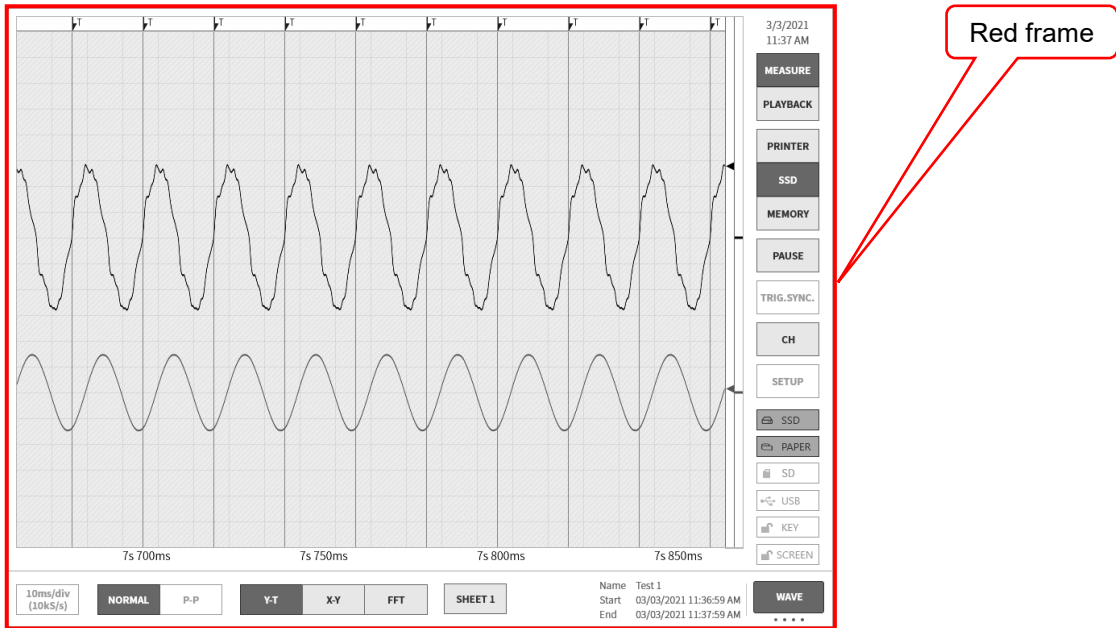 T T T T T T T T T T
3/3/2021
11:37 AM
Red frame
MEASURE
PLAYBACK
PRINTER
SSD
MEMORY
PAUSE
TRIG.SYNC.
CH
SETUP
SSD
PAPER
SD
USB
KEY
SCREEN
7s 700ms 7s 750ms 7s 800ms 7s 850ms
10ms/div
(10kS/s)
NORMAL P-P Y-T X-Y FFT SHEET 1
Name Test 1
Start 03/03/2021 11:36:59 AM
End 03/03/2021 11:37:59 AM
WAVE